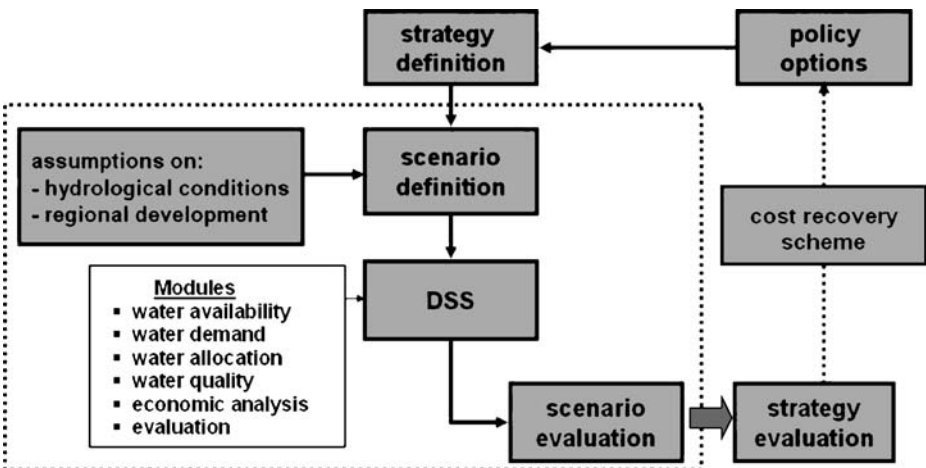 strategy
definition
policy
options
assumptions on:
- hydrological conditions
- regional development
scenario
definition
cost recovery
scheme
Modules
▪ water availability
▪ water demand
▪ water allocation
▪ water quality
▪ economic analysis
▪ evaluation
DSS
scenario
evaluation
strategy
evaluation